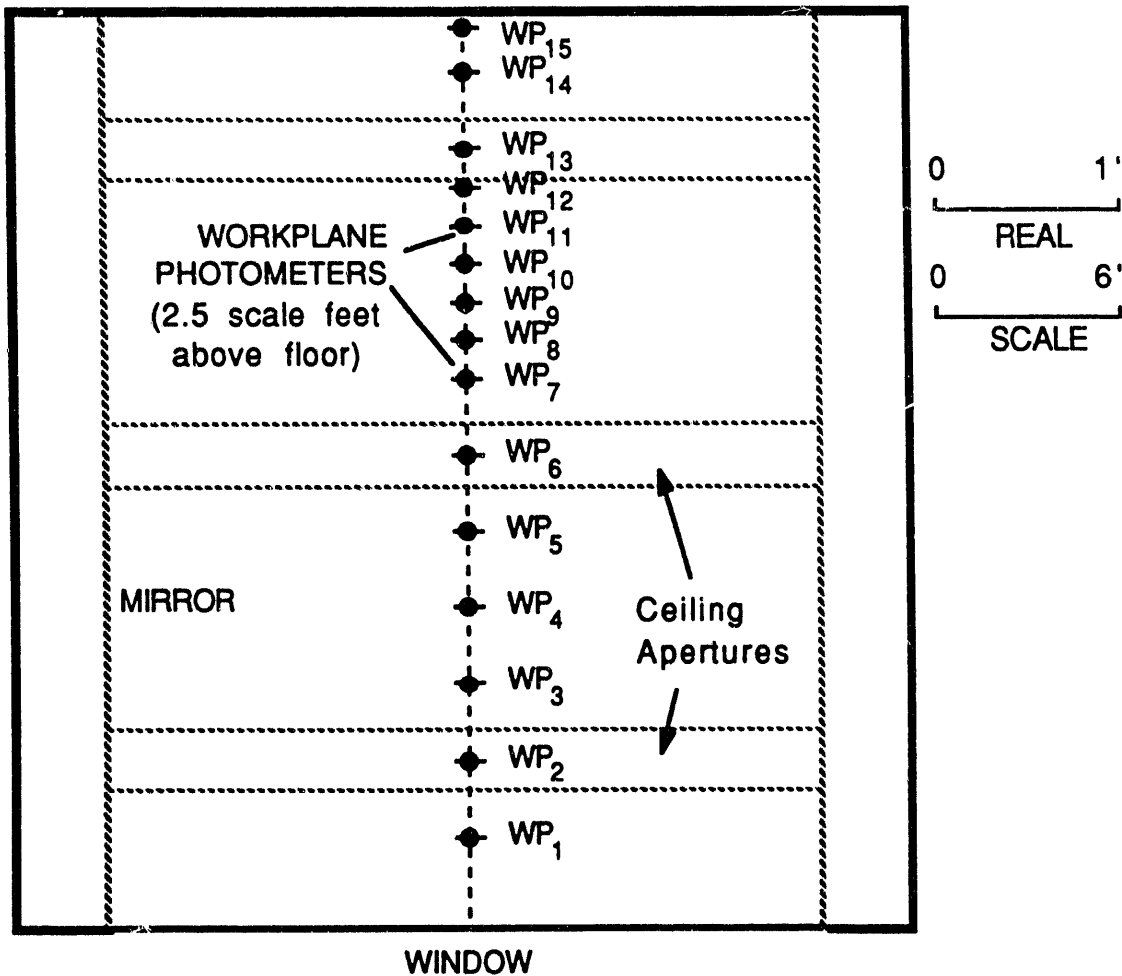 WP15
WP14
WP13
WP12
WP11
WP10
WP9
WP8
WP7
WP6
WP5
WP4
WP3
WP2
WP1
WORKPLANE
PHOTOMETERS
(2.5 scale feet
above floor)
MIRROR
Ceiling
Apertures
WINDOW
0 1'
REAL
0 6'
SCALE